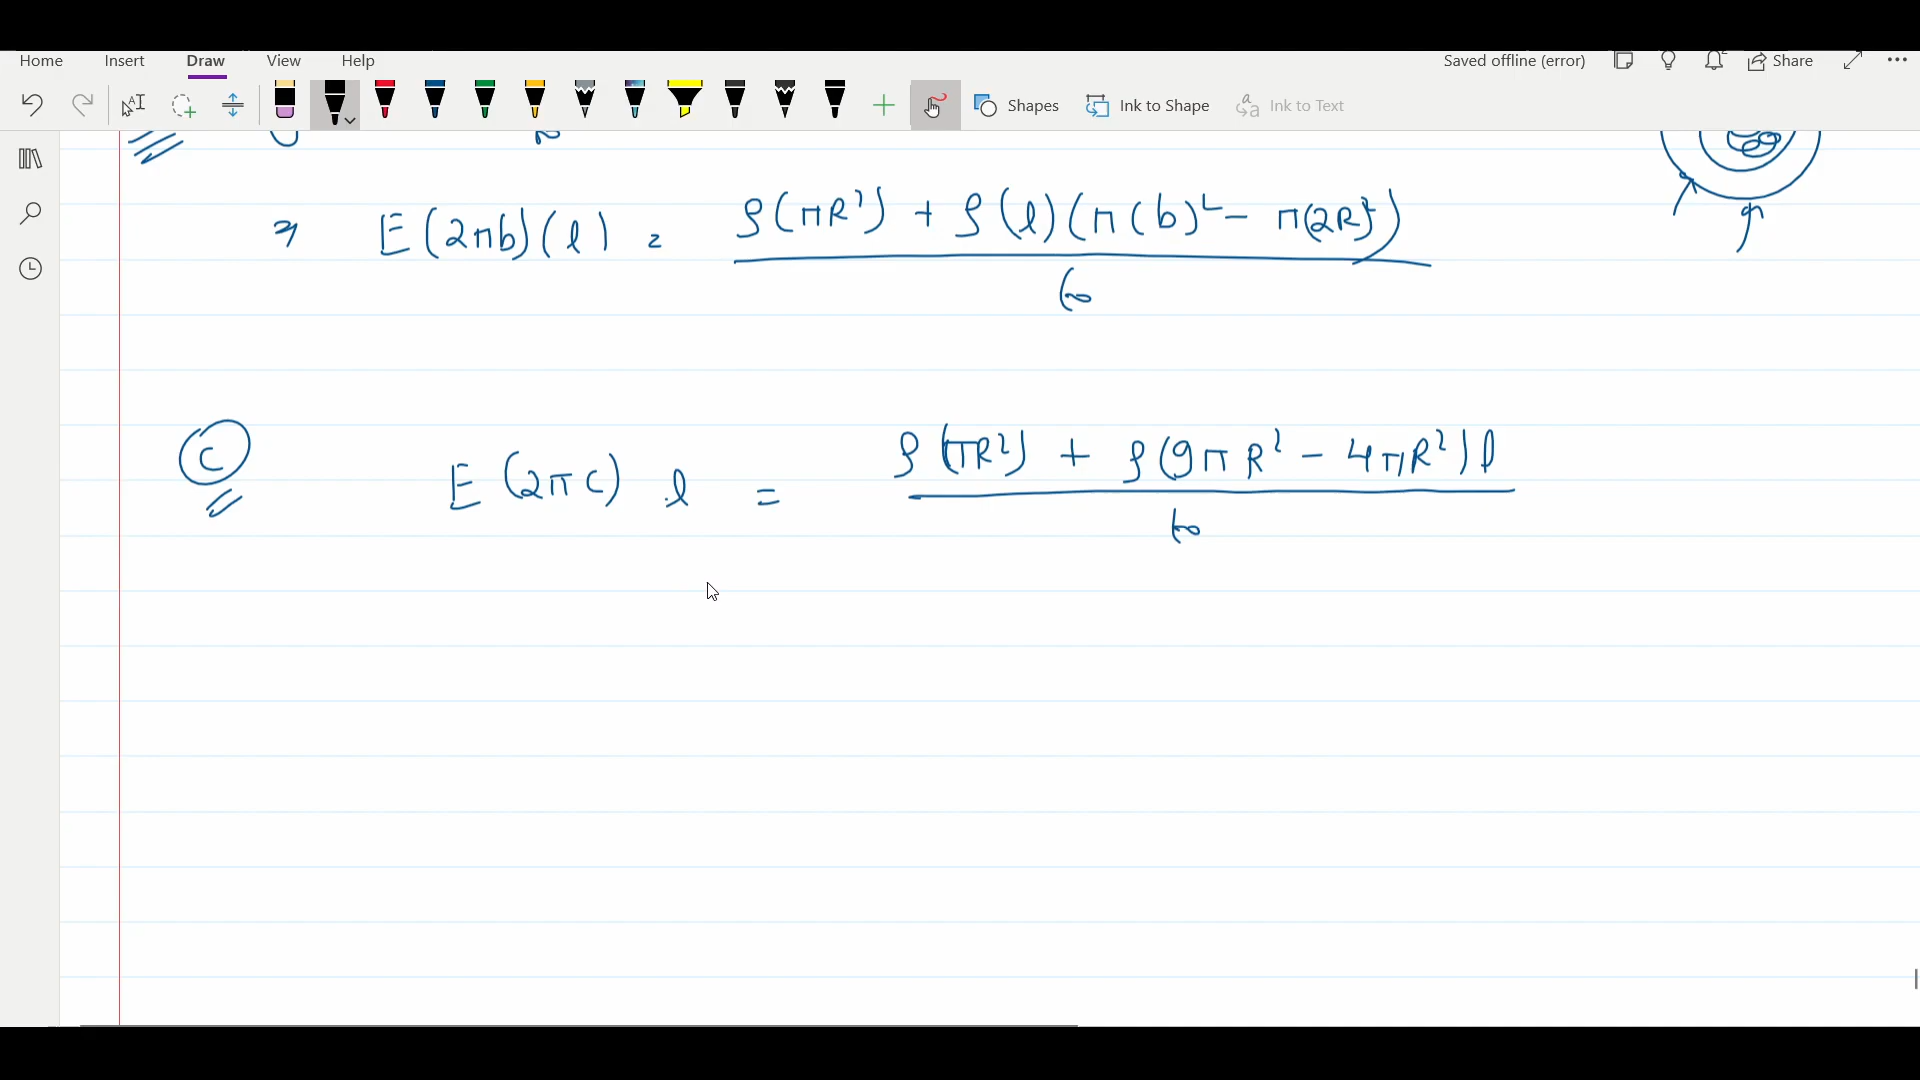 Home Insert Draw View Help Saved offline (error) Share
Shapes Ink to Shape Ink to Text
⇒ E(2πb)(l) = ρ(πR²) + ρ(l)(π(b)² - π(2R)²)
ϵ₀
C E(2πc) l = ρ(πR²) + ρ(9πR² - 4πR²)l
ϵ₀